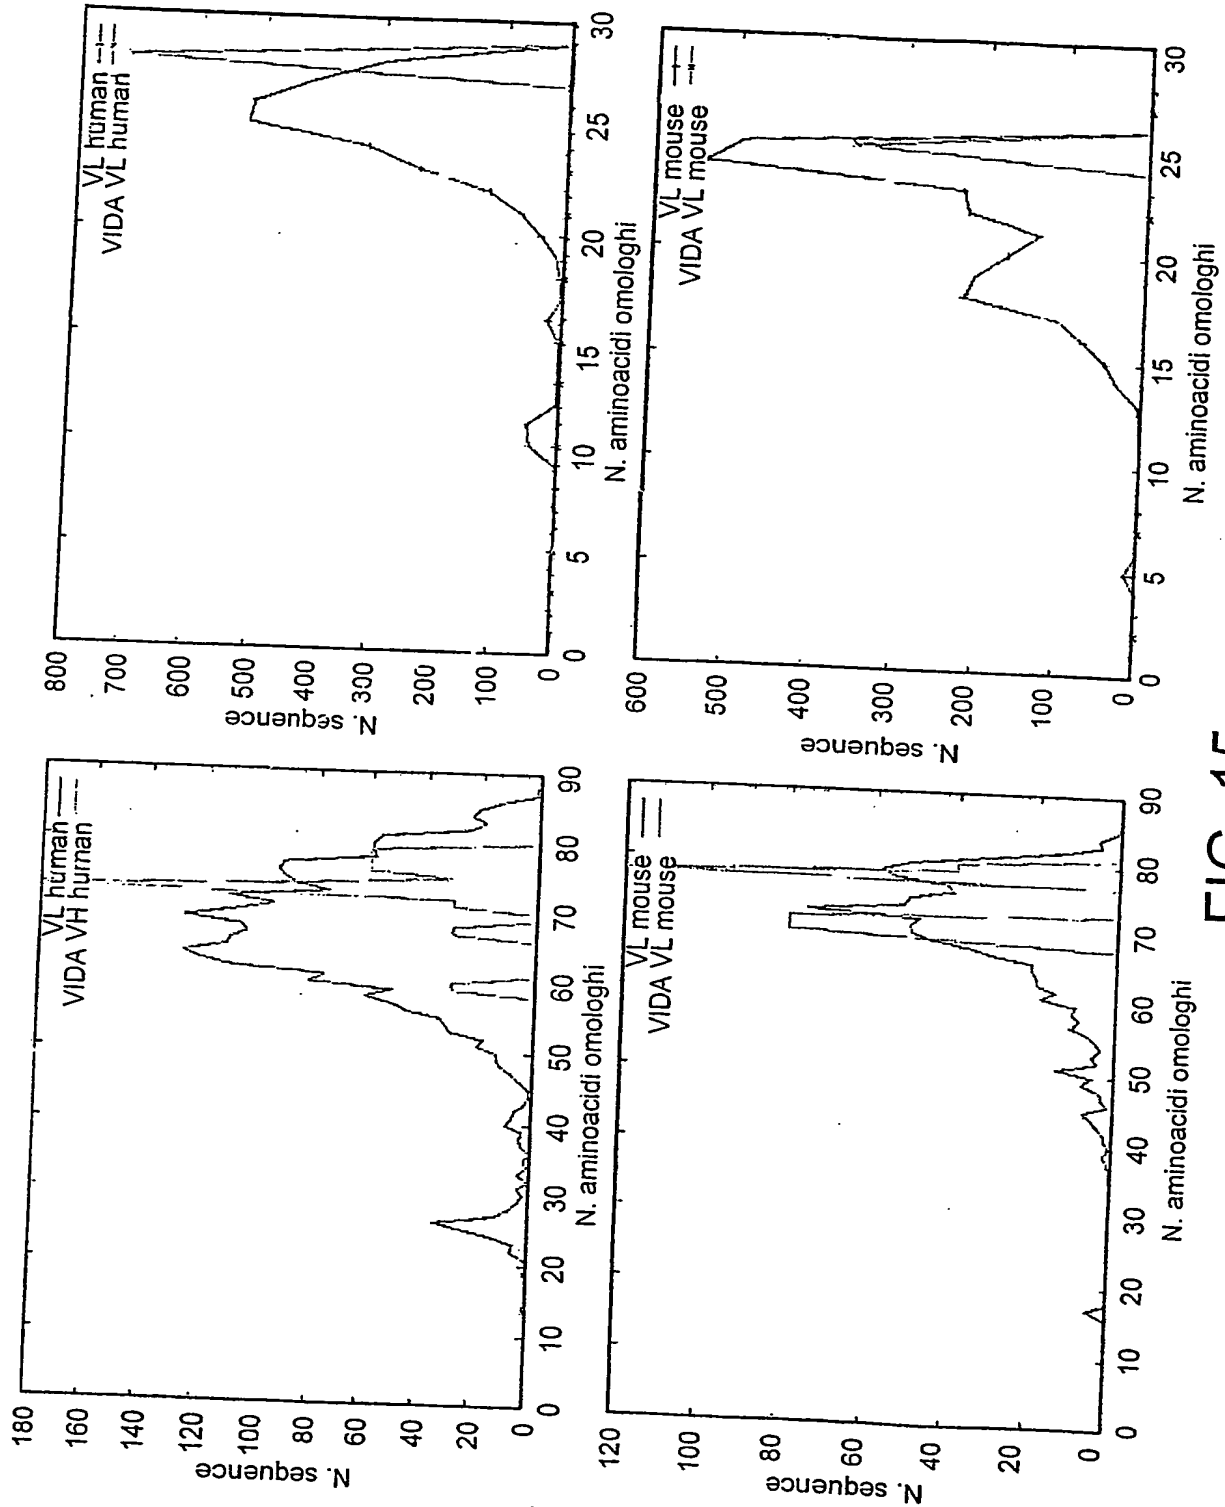 VL human
VIDA VH human
180
160
140
120
100
80
60
40
20
0
N. sequence
0 10 20 30 40 50 60 70 80 90
N. aminoacidi omologhi
VL human
VIDA VL human
800
700
600
500
400
300
200
100
0
N. sequence
0 5 10 15 20 25 30
N. aminoacidi omologhi
VL mouse
VIDA VL mouse
120
100
80
60
40
20
0
N. sequence
0 10 20 30 40 50 60 70 80 90
N. aminoacidi omologhi
VL mouse
VIDA VL mouse
600
500
400
300
200
100
0
N. sequence
0 5 10 15 20 25 30
N. aminoacidi omologhi